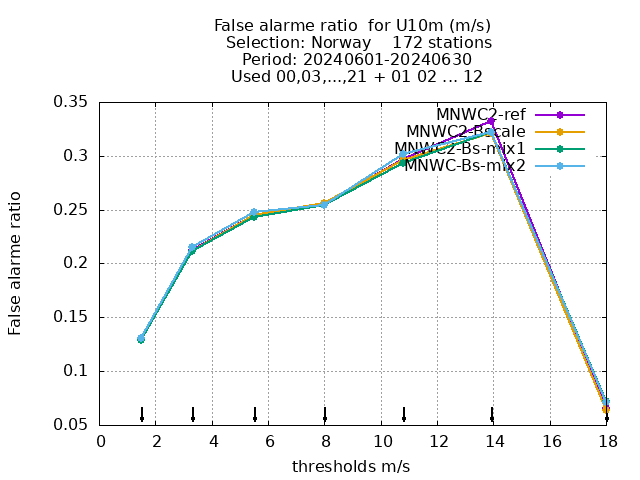 False alarme ratio  for U10m (m/s)
Selection: Norway    172 stations
Period: 20240601-20240630
Used 00,03,...,21 + 01 02 ... 12
MNWC2-ref
MNWC2-Bscale
MNWC2-Bs-mix1
MNWC-Bs-mix2
False alarme ratio
0.35
0.3
0.25
0.2
0.15
0.1
0.05
0 2 4 6 8 10 12 14 16 18
thresholds m/s